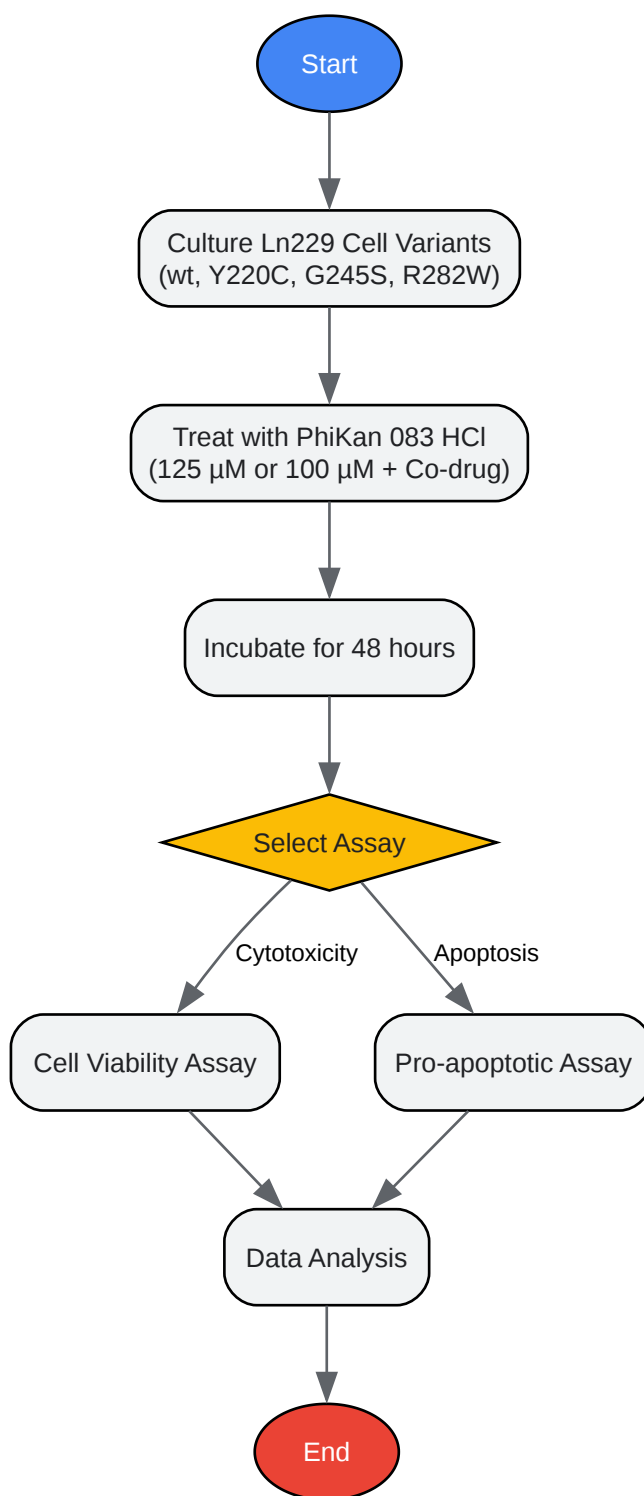 Start
Culture Ln229 Cell Variants
(wt, Y220C, G245S, R282W)
Treat with PhiKan 083 HCl
(125 µM or 100 µM + Co-drug)
Incubate for 48 hours
Select Assay
Cytotoxicity
Apoptosis
Cell Viability Assay
Pro-apoptotic Assay
Data Analysis
End